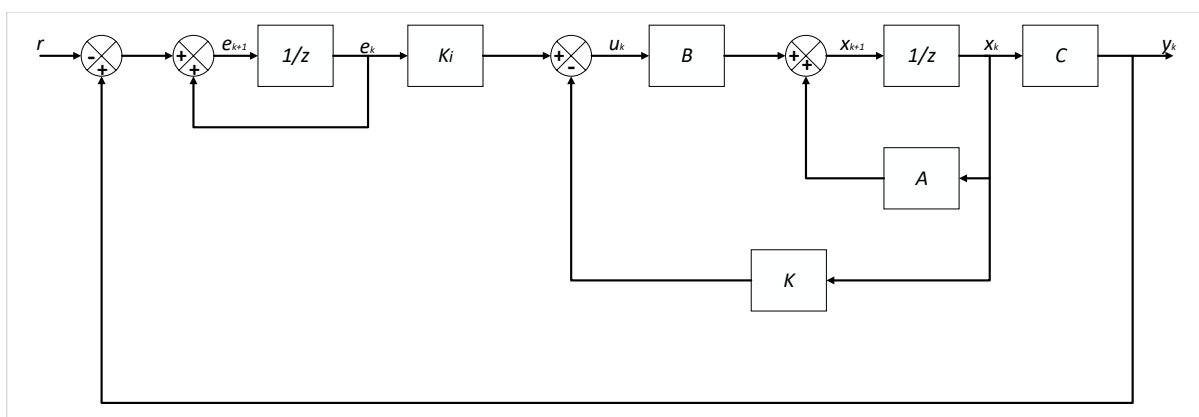 r - + + + e_{k+1} 1/z e_k K_i + - u_k B + + x_{k+1} 1/z x_k C y_k
A
K